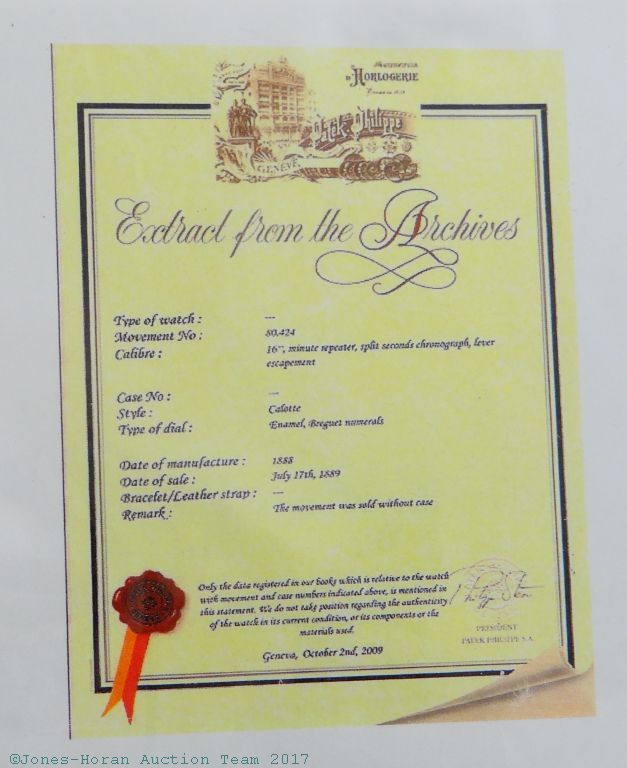 D'HORLOGERIE
Patek Philippe
GENÈVE
Extract from the Archives
Type of watch : ---
Movement No : 80.424
Calibre : 16''', minute repeater, split seconds chronograph, lever
escapement
Case No : ---
Style : Calotte
Type of dial : Enamel, Breguet numerals
Date of manufacture : 1888
Date of sale : July 17th, 1889
Bracelet/Leather strap : ---
Remark : The movement was sold without case
Only the data registered in our books which is relative to the watch
with movement and case numbers indicated above, is mentioned in
this statement. We do not take position regarding the authenticity
of the watch in its current condition, or its components or the
materials used.
Geneva, October 2nd, 2009
PRESIDENT
PATEK PHILIPPE S.A.
©Jones-Horan Auction Team 2017